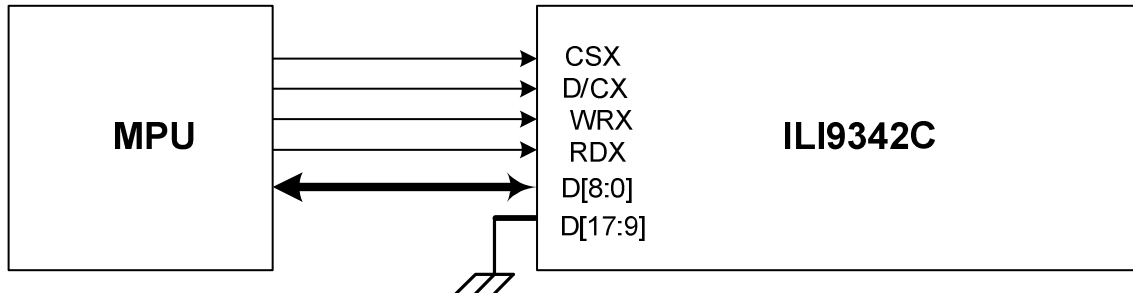 MPU
CSX
D/CX
WRX
RDX
D[8:0]
D[17:9]
ILI9342C